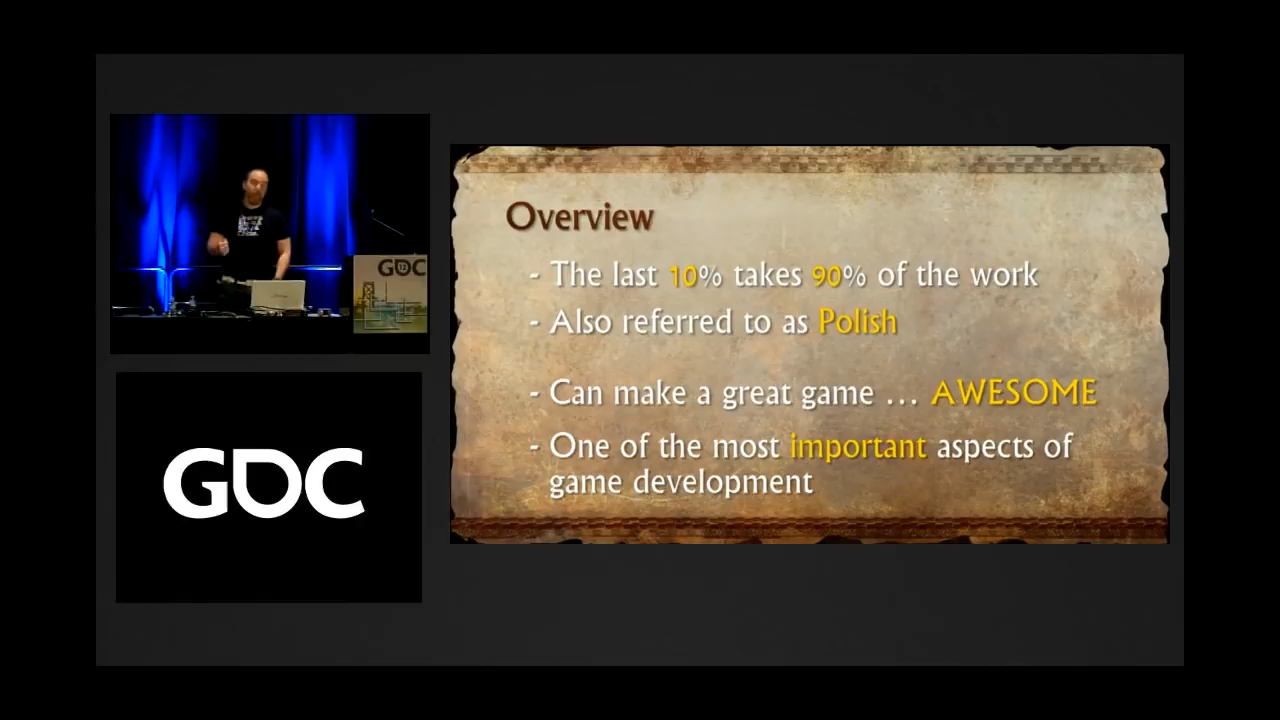 GDC
GDC
Overview
- The last 10% takes 90% of the work
- Also referred to as Polish
- Can make a great game ... AWESOME
- One of the most important aspects of
game development